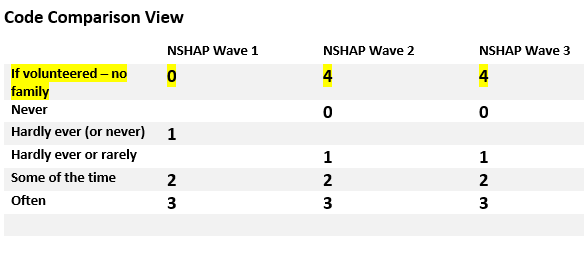 Code Comparison View
NSHAP Wave 1 NSHAP Wave 2 NSHAP Wave 3
If volunteered – no family 0 4 4
Never 0 0
Hardly ever (or never) 1
Hardly ever or rarely 1 1
Some of the time 2 2 2
Often 3 3 3